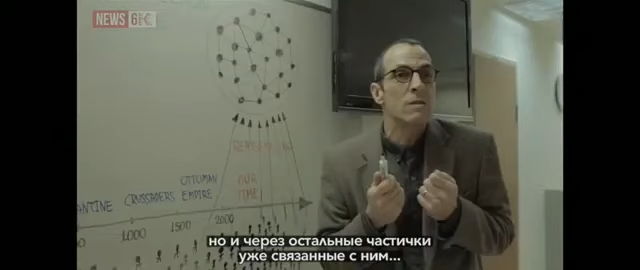 NEWS 6
OTTOMAN
OUR
ANTINE CRUSADERS EMPIRE
TIME
1000 1500 2000
но и через остальные частички
уже связанные с ним...